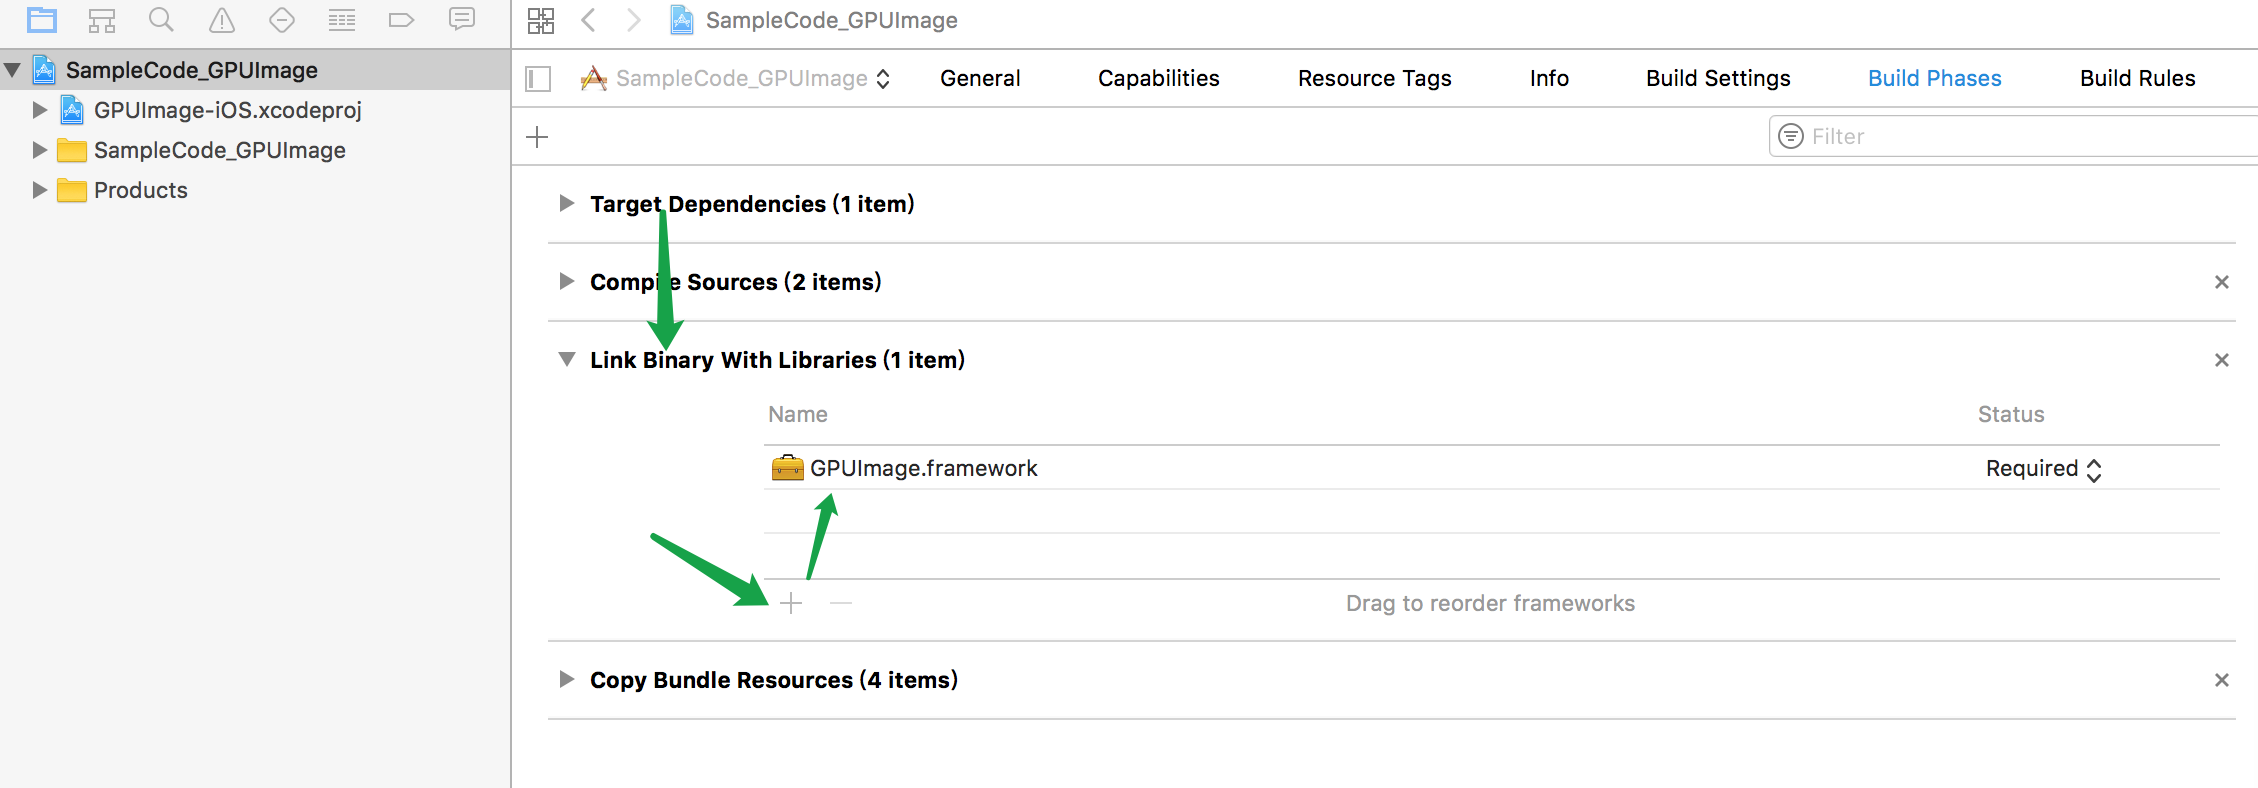 SampleCode_GPUImage
SampleCode_GPUImage
GPUImage-iOS.xcodeproj
SampleCode_GPUImage
Products
SampleCode_GPUImage General Capabilities Resource Tags Info Build Settings Build Phases Build Rules
Filter
Target Dependencies (1 item)
Compile Sources (2 items)
Link Binary With Libraries (1 item)
Name Status
GPUImage.framework Required
Drag to reorder frameworks
Copy Bundle Resources (4 items)